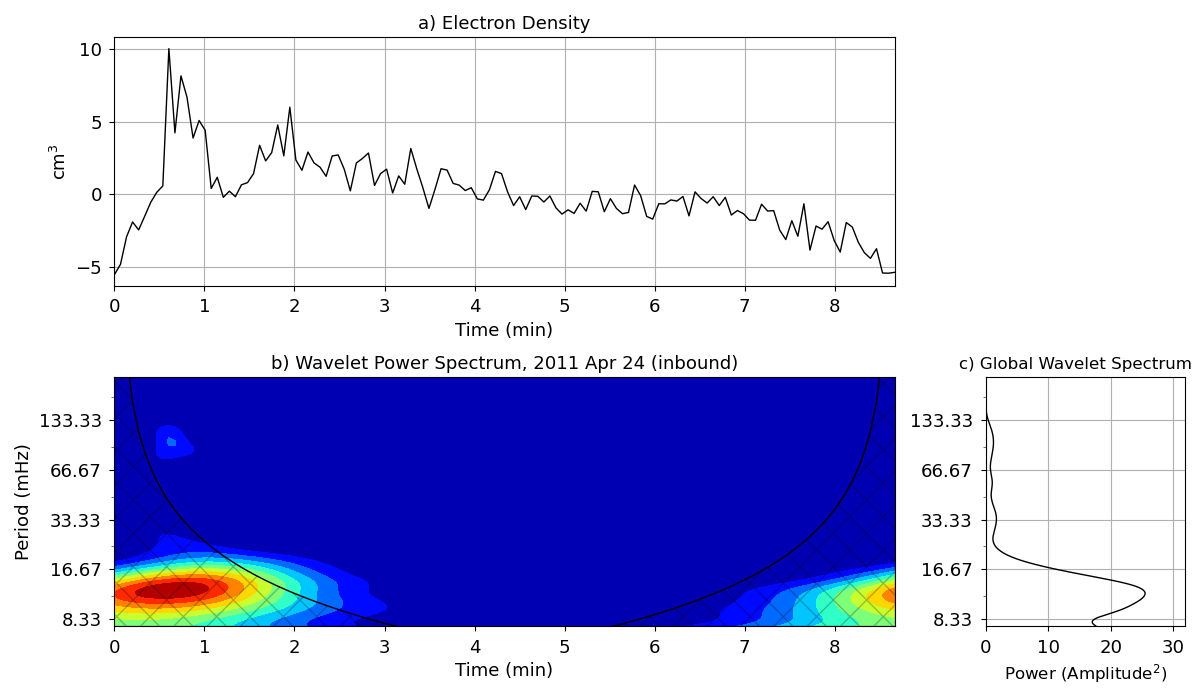 a) Electron Density
10
5
0
−5
cm³
0 1 2 3 4 5 6 7 8
Time (min)
b) Wavelet Power Spectrum, 2011 Apr 24 (inbound)
133.33
66.67
33.33
16.67
8.33
Period (mHz)
0 1 2 3 4 5 6 7 8
Time (min)
c) Global Wavelet Spectrum
133.33
66.67
33.33
16.67
8.33
0 10 20 30
Power (Amplitude²)